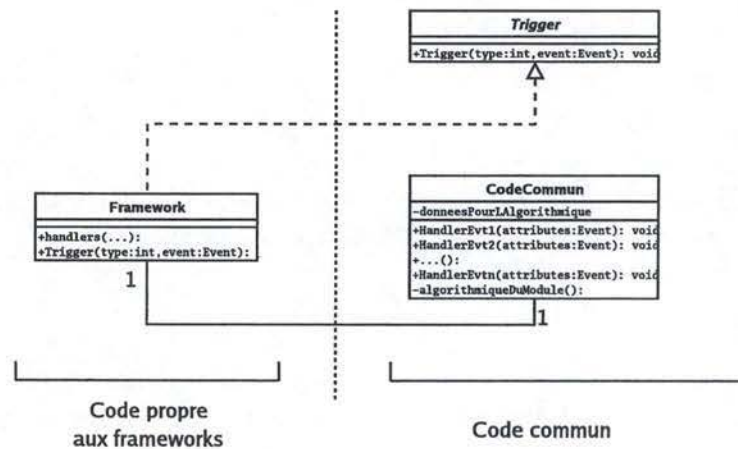 Trigger
+Trigger(type:int,event:Event): void
Framework
+handlers(...):
+Trigger(type:int,event:Event):
1
CodeCommun
-donneesPourLAlgorithmique
+HandlerEvt1(attributes:Event): void
+HandlerEvt2(attributes:Event): void
+...():
+HandlerEvtn(attributes:Event): void
-algorithmiqueDuModule():
1
Code propre
aux frameworks
Code commun